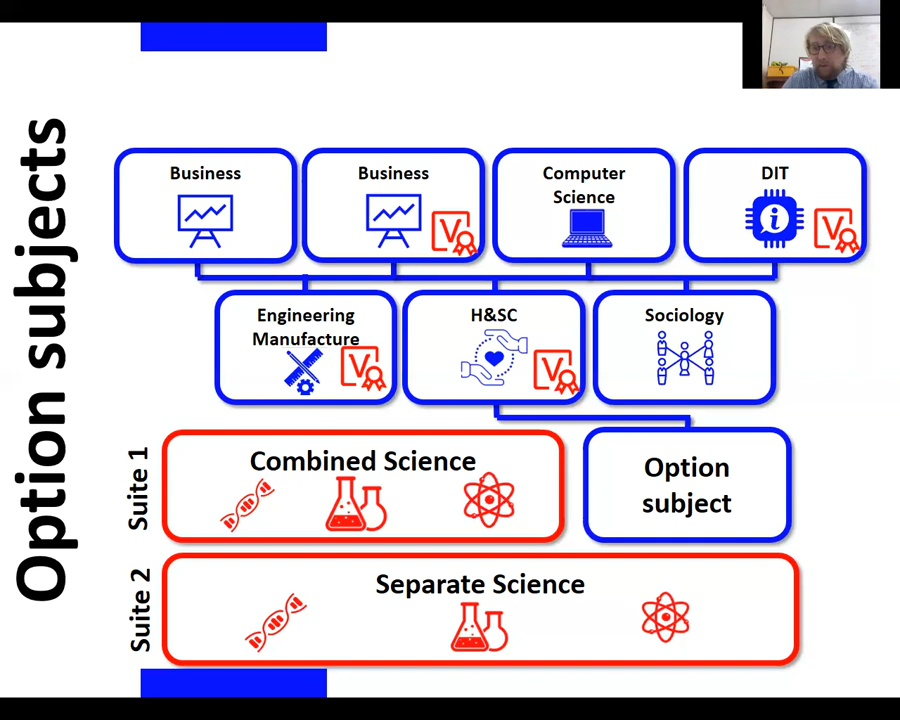 Option subjects
Business
Business
V
Computer
Science
DIT
i
V
Engineering
Manufacture
V
H&SC
V
Sociology
Suite 1
Combined Science
Option
subject
Suite 2
Separate Science